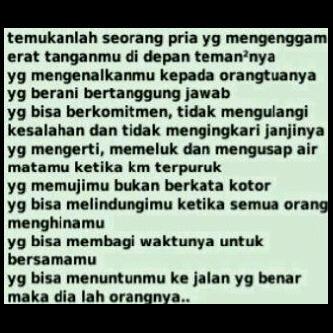 temukanlah seorang pria yg mengenggam
erat tanganmu di depan teman²nya
yg mengenalkanmu kepada orangtuanya
yg berani bertanggung jawab
yg bisa berkomitmen, tidak mengulangi
kesalahan dan tidak mengingkari janjinya
yg mengerti, memeluk dan mengusap air
matamu ketika km terpuruk
yg memujimu bukan berkata kotor
yg bisa melindungimu ketika semua orang
menghinamu
yg bisa membagi waktunya untuk
bersamamu
yg bisa menuntunmu ke jalan yg benar
maka dia lah orangnya..